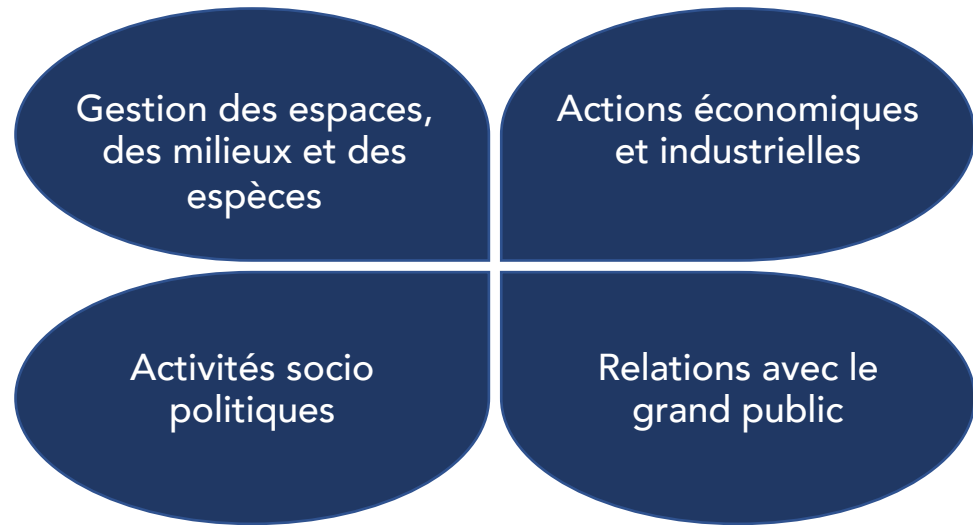 Gestion des espaces,
des milieux et des
espèces
Actions économiques
et industrielles
Activités socio
politiques
Relations avec le
grand public